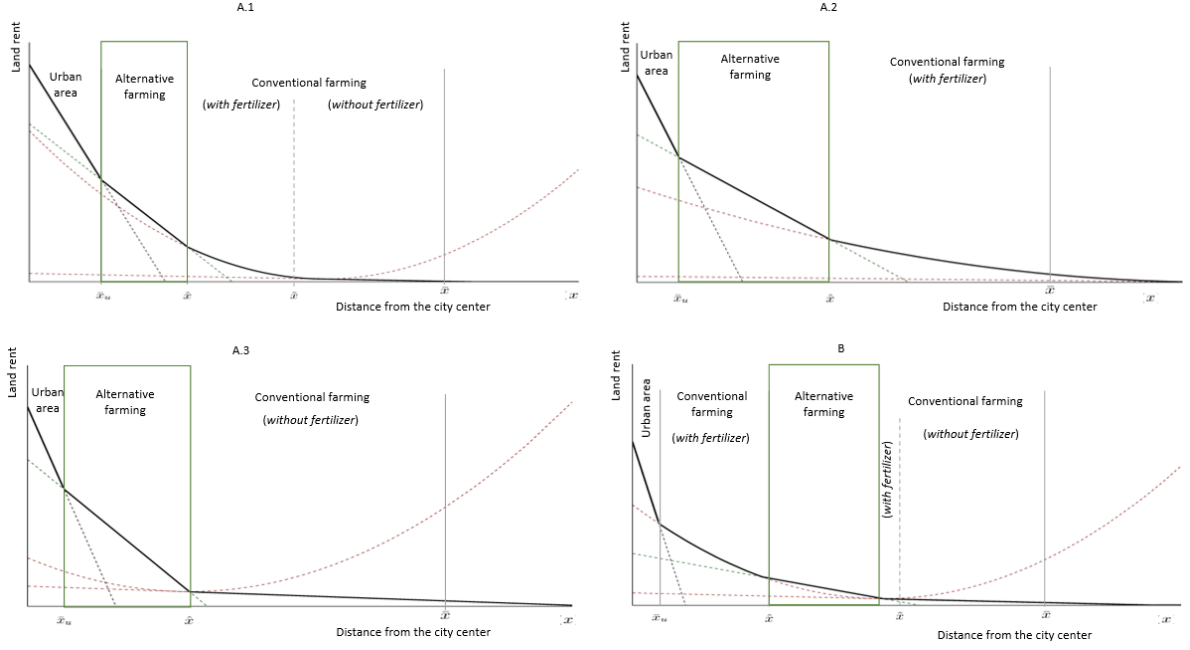 A.1
Land rent
Urban
area
Alternative
farming
Conventional farming
(with fertilizer)
(without fertilizer)
Distance from the city center
x
A.2
Land rent
Urban
area
Alternative
farming
Conventional farming
(with fertilizer)
Distance from the city center
x
A.3
Land rent
Urban
area
Alternative
farming
Conventional farming
(without fertilizer)
Distance from the city center
x
B
Land rent
Urban area
Conventional
farming
(with fertilizer)
Alternative
farming
(with fertilizer)
Conventional farming
(without fertilizer)
Distance from the city center
x